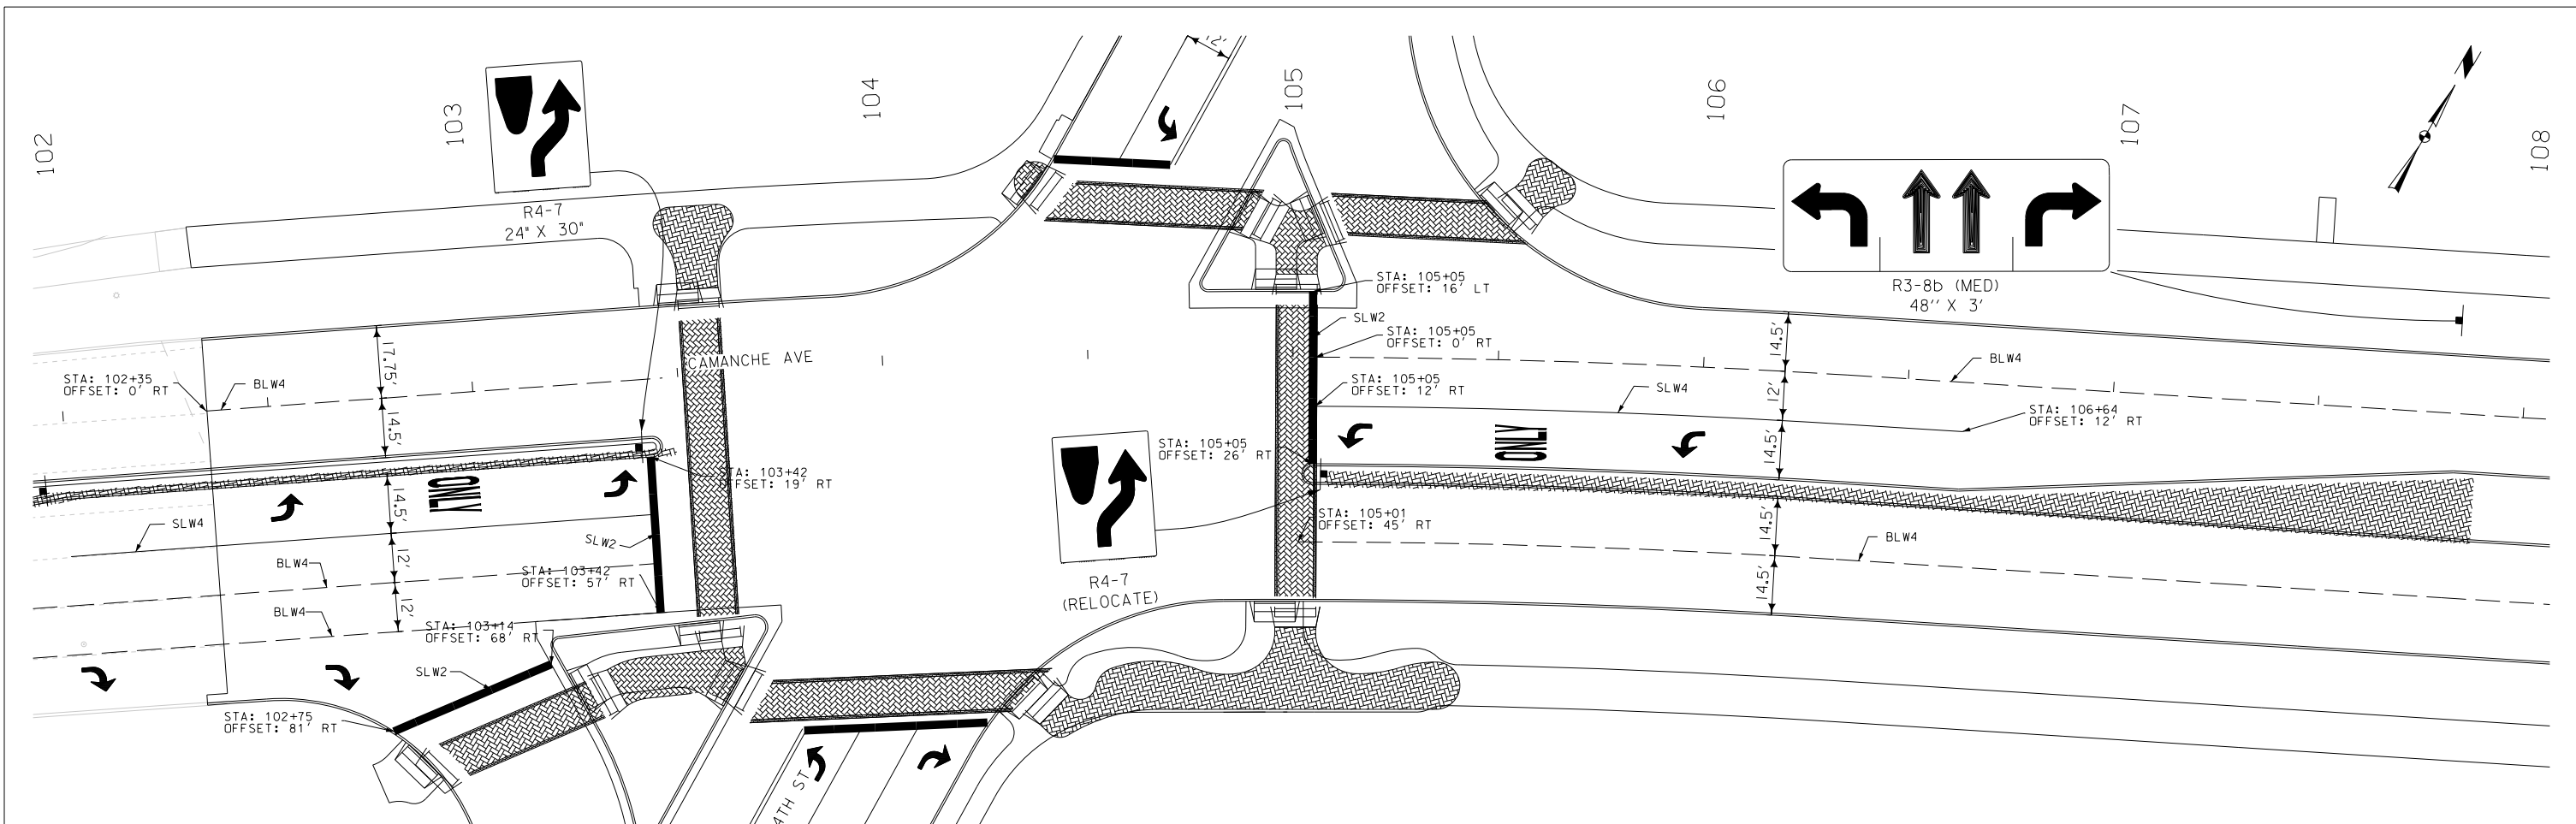 102
103
104
105
106
107
108
12'
R4-7
24" X 30"
R3-8b (MED)
48'' X 3'
STA: 105+05
OFFSET: 16' LT
SLW2
STA: 105+05
OFFSET: 0' RT
17.75'
CAMANCHE AVE
14.5'
BLW4
STA: 102+35
OFFSET: 0' RT
BLW4
STA: 105+05
OFFSET: 12' RT
SLW4
12'
STA: 106+64
OFFSET: 12' RT
14.5'
STA: 105+05
OFFSET: 26' RT
ONLY
14.5'
STA: 103+42
OFFSET: 19' RT
ONLY
14.5'
SLW4
SLW2
STA: 105+01
OFFSET: 45' RT
14.5'
BLW4
12'
BLW4
STA: 103+42
OFFSET: 57' RT
R4-7
(RELOCATE)
14.5'
12'
BLW4
STA: 103+14
OFFSET: 68' RT
SLW2
STA: 102+75
OFFSET: 81' RT
4TH ST